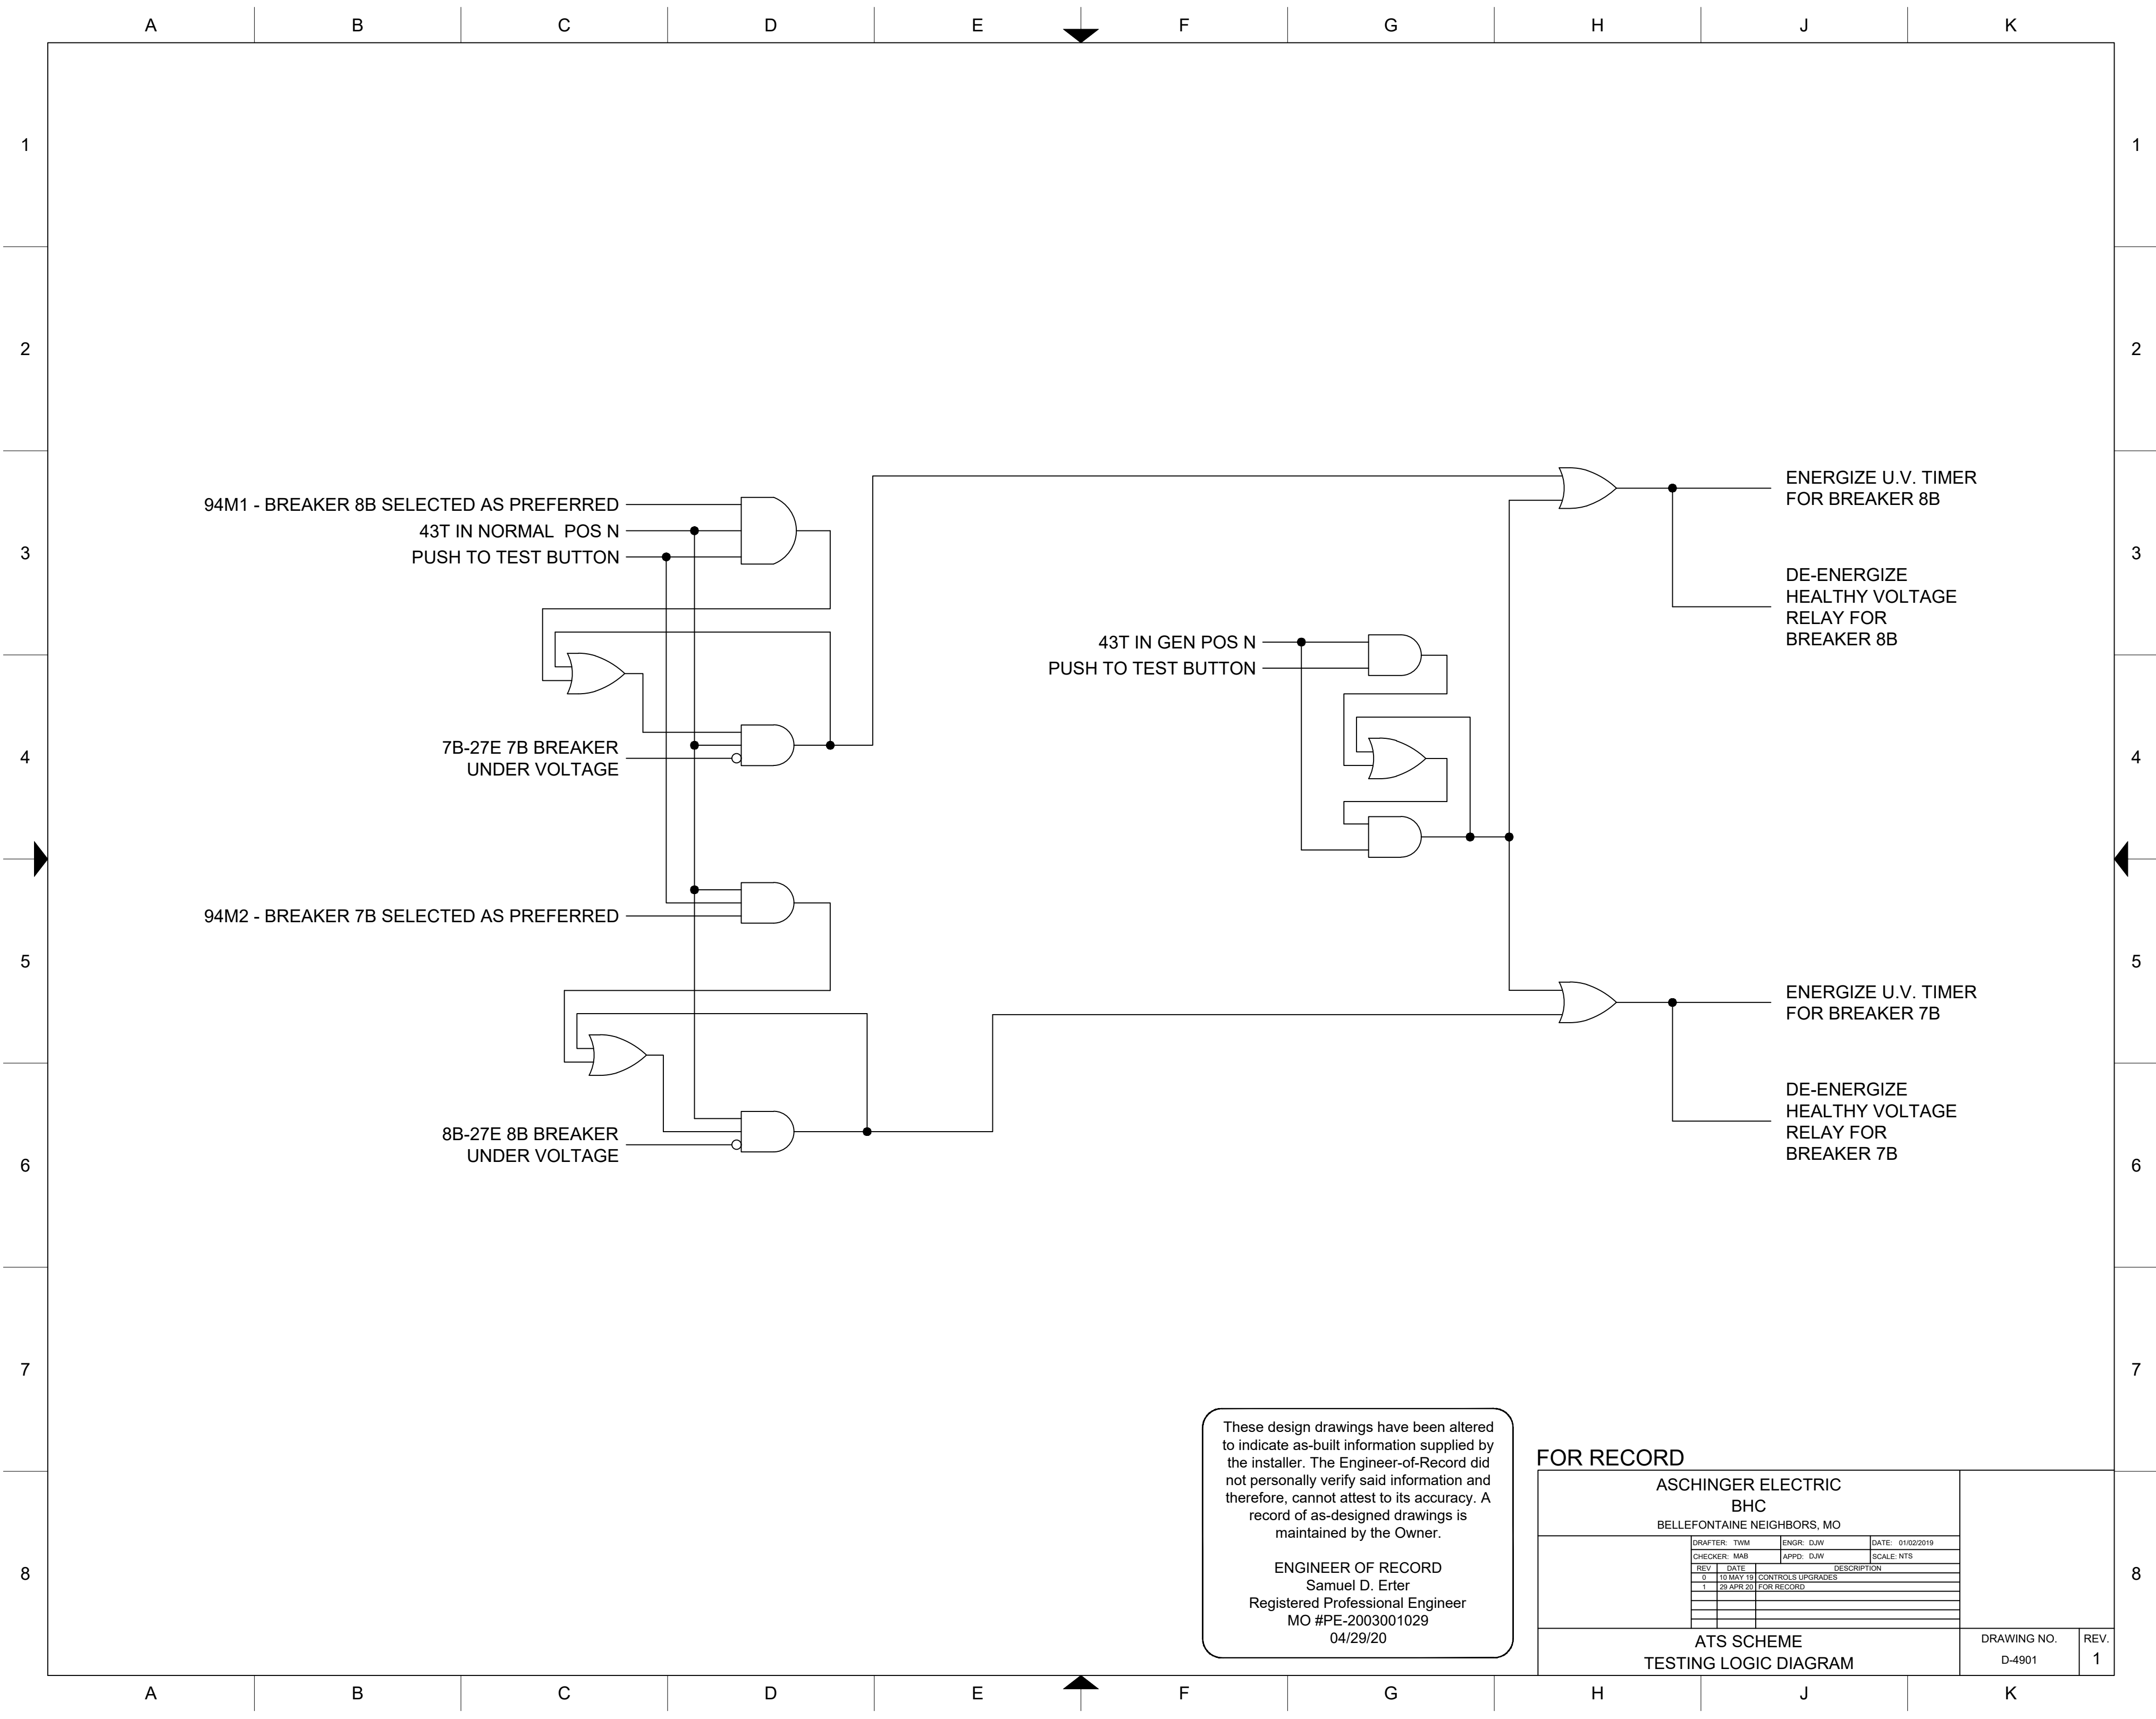 A B C D E F G H J K
1 1
2 2
94M1 - BREAKER 8B SELECTED AS PREFERRED
43T IN NORMAL POS N
PUSH TO TEST BUTTON
ENERGIZE U.V. TIMER
FOR BREAKER 8B
3 3
DE-ENERGIZE
HEALTHY VOLTAGE
RELAY FOR
BREAKER 8B
43T IN GEN POS N
PUSH TO TEST BUTTON
7B-27E 7B BREAKER
UNDER VOLTAGE
4 4
94M2 - BREAKER 7B SELECTED AS PREFERRED
5 5
ENERGIZE U.V. TIMER
FOR BREAKER 7B
DE-ENERGIZE
HEALTHY VOLTAGE
RELAY FOR
BREAKER 7B
8B-27E 8B BREAKER
UNDER VOLTAGE
6 6
7 7
These design drawings have been altered
to indicate as-built information supplied by
the installer. The Engineer-of-Record did
not personally verify said information and
therefore, cannot attest to its accuracy. A
record of as-designed drawings is
maintained by the Owner.
ENGINEER OF RECORD
Samuel D. Erter
Registered Professional Engineer
MO #PE-2003001029
04/29/20
FOR RECORD
ASCHINGER ELECTRIC
BHC
BELLEFONTAINE NEIGHBORS, MO
DRAFTER: TWM ENGR: DJW DATE: 01/02/2019
CHECKER: MAB APPD: DJW SCALE: NTS
REV DATE DESCRIPTION
0 10 MAY 19 CONTROLS UPGRADES
1 29 APR 20 FOR RECORD
8 8
ATS SCHEME
TESTING LOGIC DIAGRAM
DRAWING NO.
D-4901
REV.
1
A B C D E F G H J K